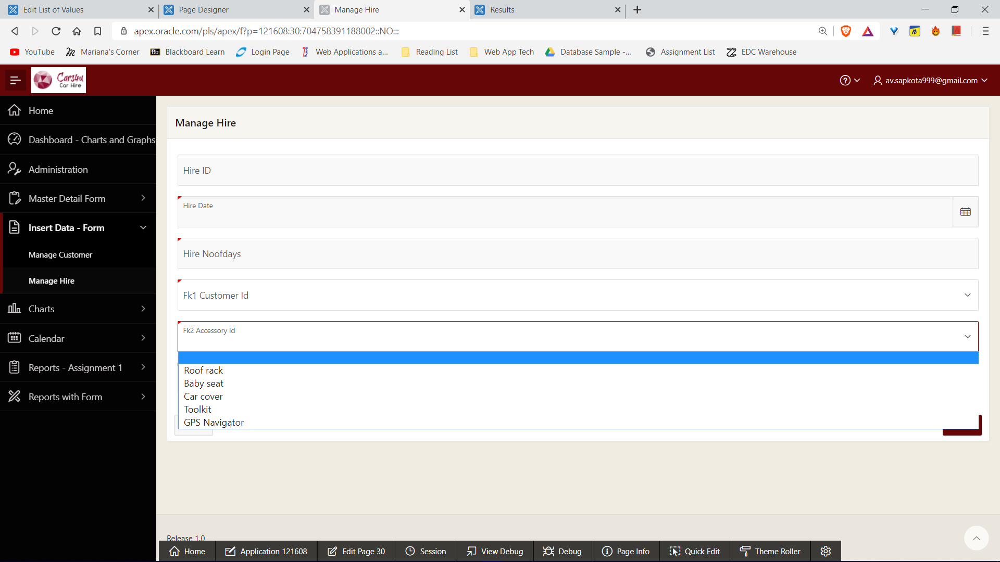 Edit List of Values
Page Designer
Manage Hire
Results
apex.oracle.com/pls/apex/f?p=121608:30:704758391188002::NO:::
YouTube
Mariana's Corner
Bb Blackboard Learn
Login Page
Web Applications a...
Reading List
Web App Tech
Database Sample -...
Assignment List
EDC Warehouse
Cars4u
Car Hire
av.sapkota999@gmail.com
Home
Dashboard - Charts and Graphs
Administration
Master Detail Form
Insert Data - Form
Manage Customer
Manage Hire
Charts
Calendar
Reports - Assignment 1
Reports with Form
Manage Hire
Hire ID
Hire Date
Hire Noofdays
Fk1 Customer Id
Fk2 Accessory Id
Roof rack
Baby seat
Car cover
Toolkit
GPS Navigator
Release 1.0
Home
Application 121608
Edit Page 30
Session
View Debug
Debug
Page Info
Quick Edit
Theme Roller